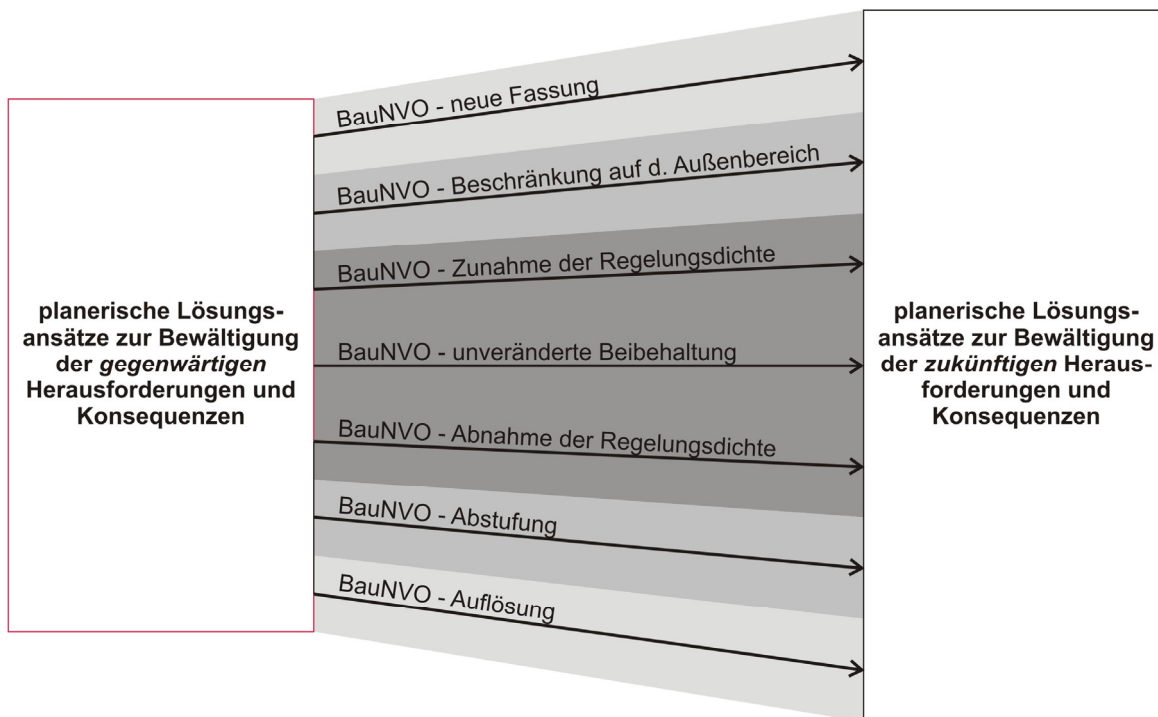 planerische Lösungs-
ansätze zur Bewältigung
der gegenwärtigen
Herausforderungen und
Konsequenzen
BauNVO - neue Fassung
BauNVO - Beschränkung auf d. Außenbereich
BauNVO - Zunahme der Regelungsdichte
BauNVO - unveränderte Beibehaltung
BauNVO - Abnahme der Regelungsdichte
BauNVO - Abstufung
BauNVO - Auflösung
planerische Lösungs-
ansätze zur Bewältigung
der zukünftigen Heraus-
forderungen und
Konsequenzen